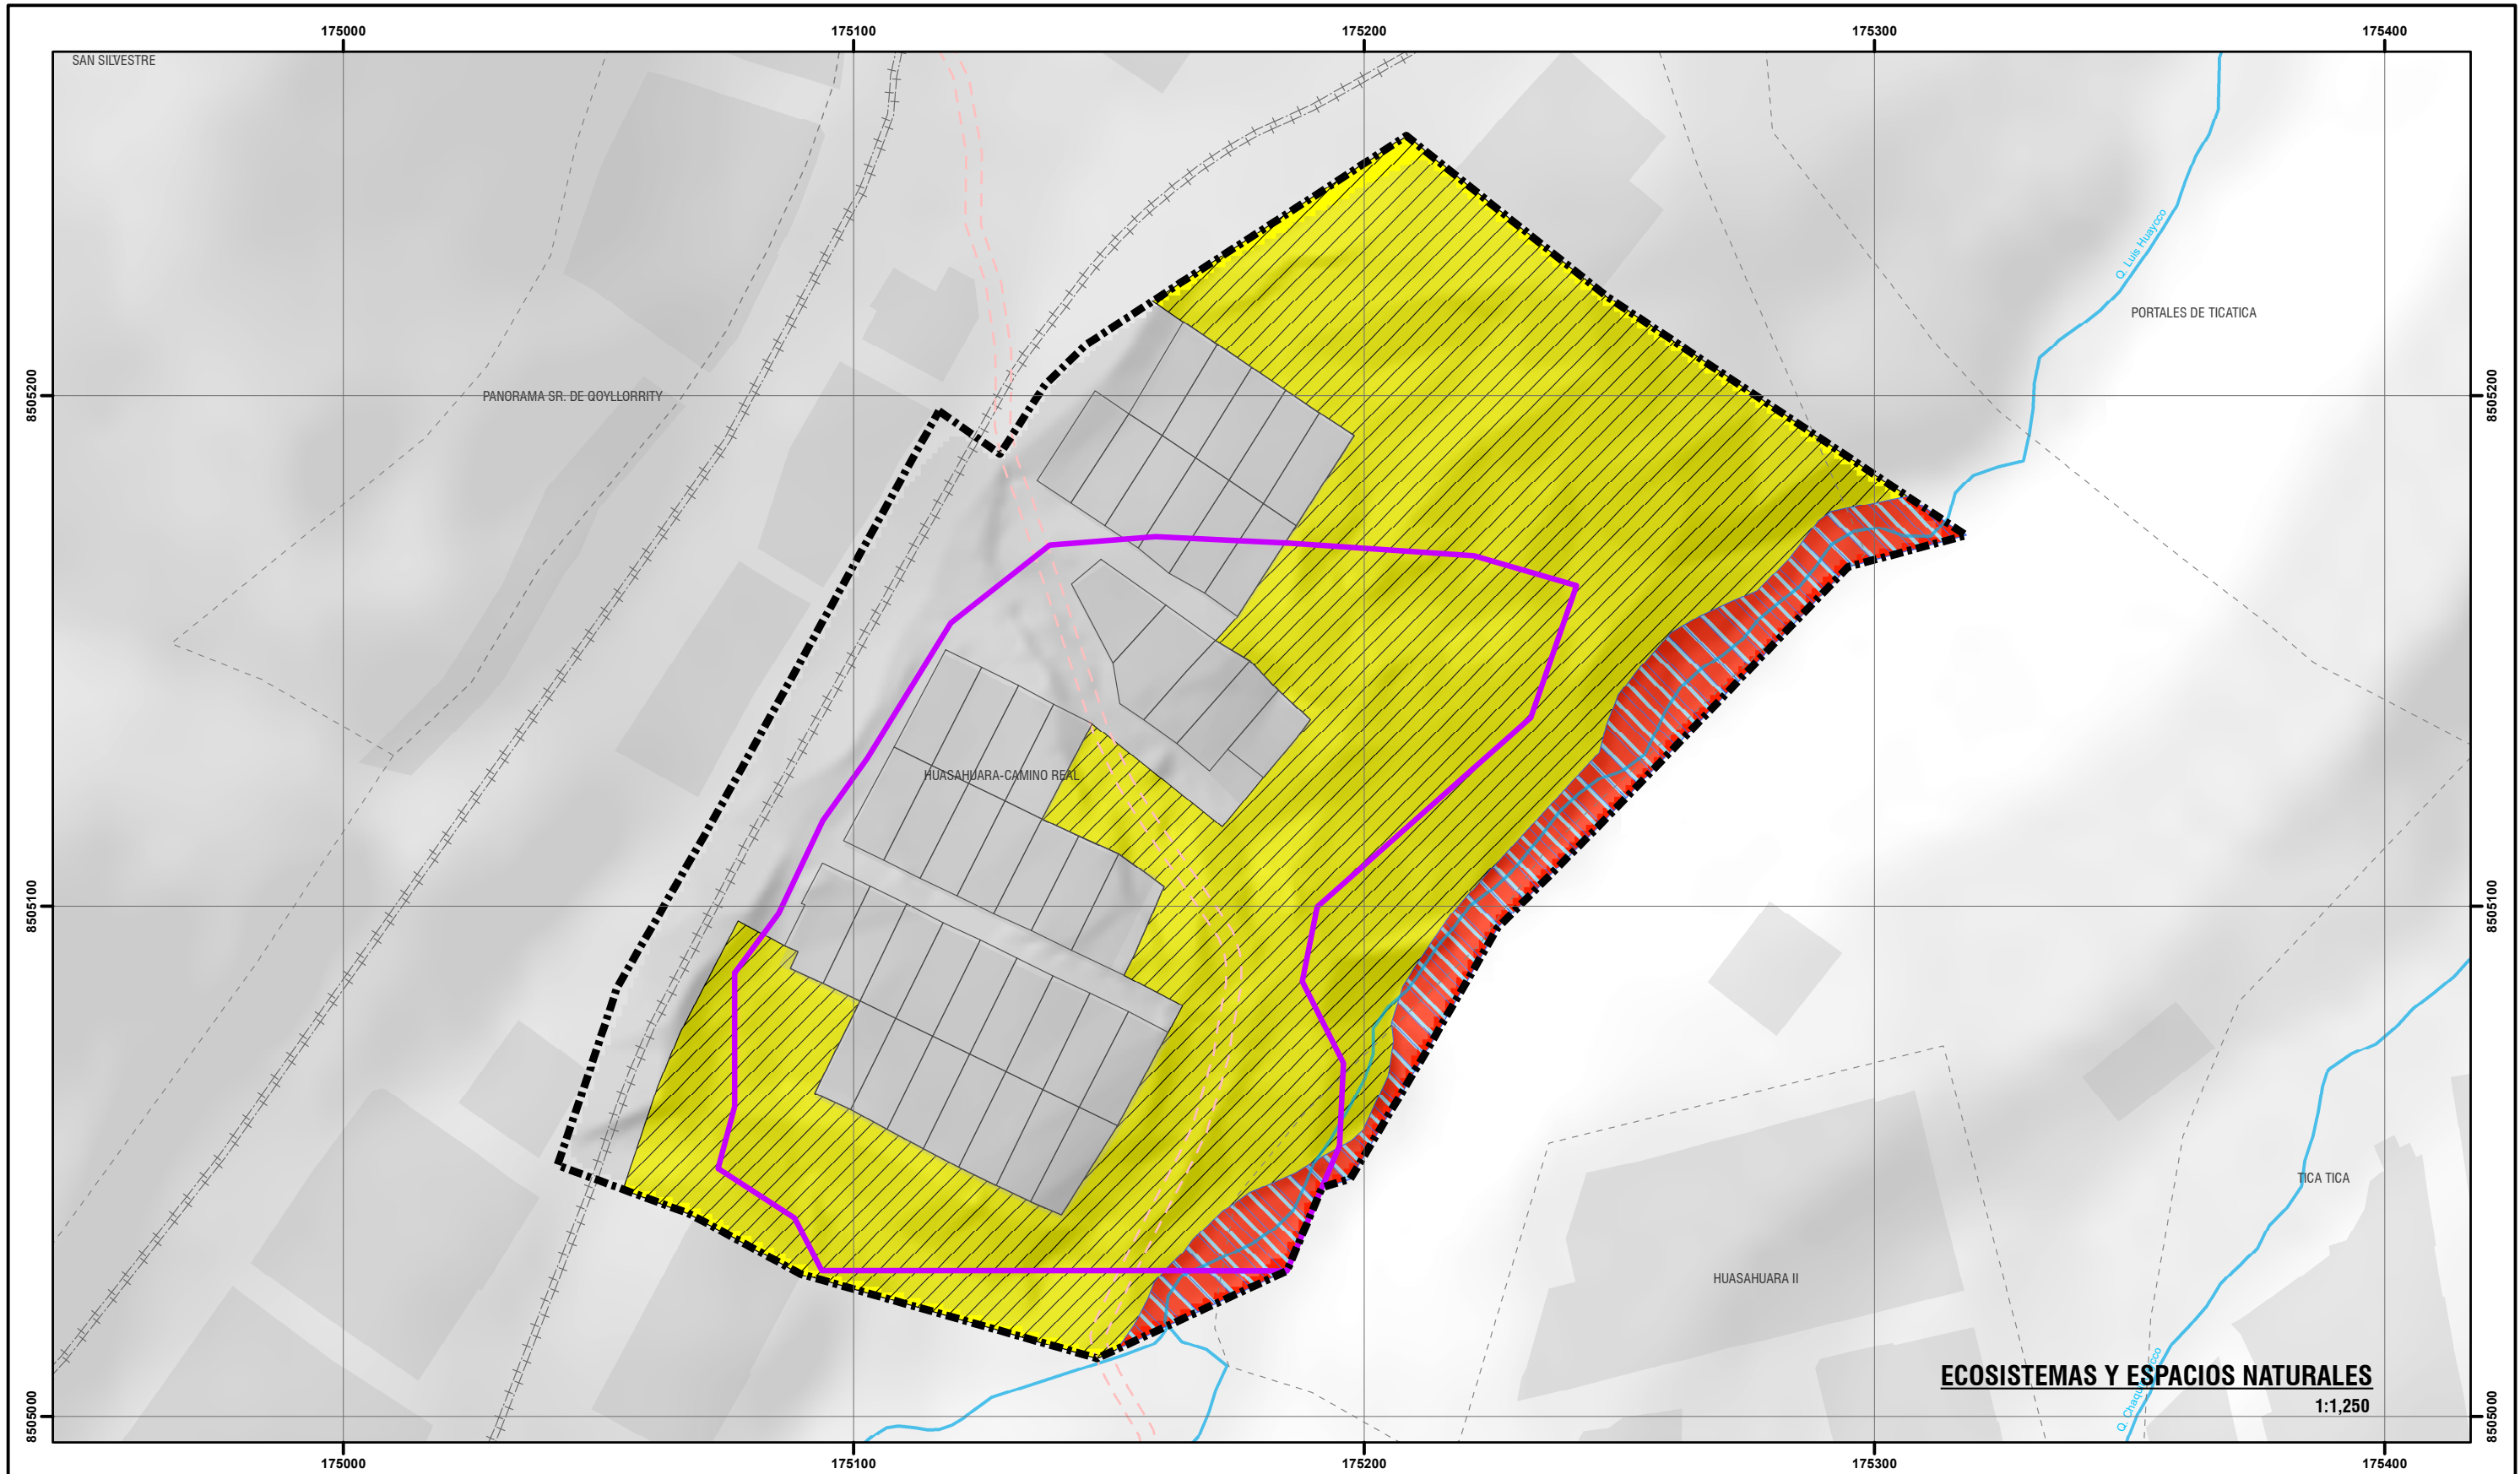 175000 175100 175200 175300 175400
SAN SILVESTRE
Q. Luis Huaycco
PORTALES DE TICATICA
8505200 8505200
PANORAMA SR. DE QOYLLORRITY
HUASAHUARA-CAMINO REAL
8505100 8505100
TICA TICA
HUASAHUARA II
ECOSISTEMAS Y ESPACIOS NATURALES
1:1,250
8505000 8505000
175000 175100 175200 175300 175400